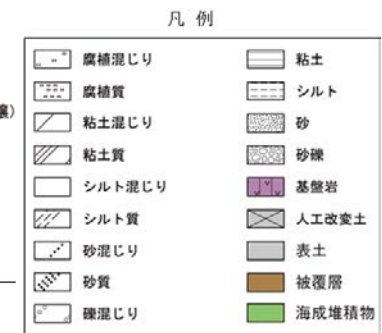 凡 例
壌)
腐植混じり
腐植質
粘土混じり
粘土質
シルト混じり
シルト質
砂混じり
砂質
礫混じり
粘土
シルト
砂
砂礫
基盤岩
人工改変土
表土
被覆層
海成堆積物